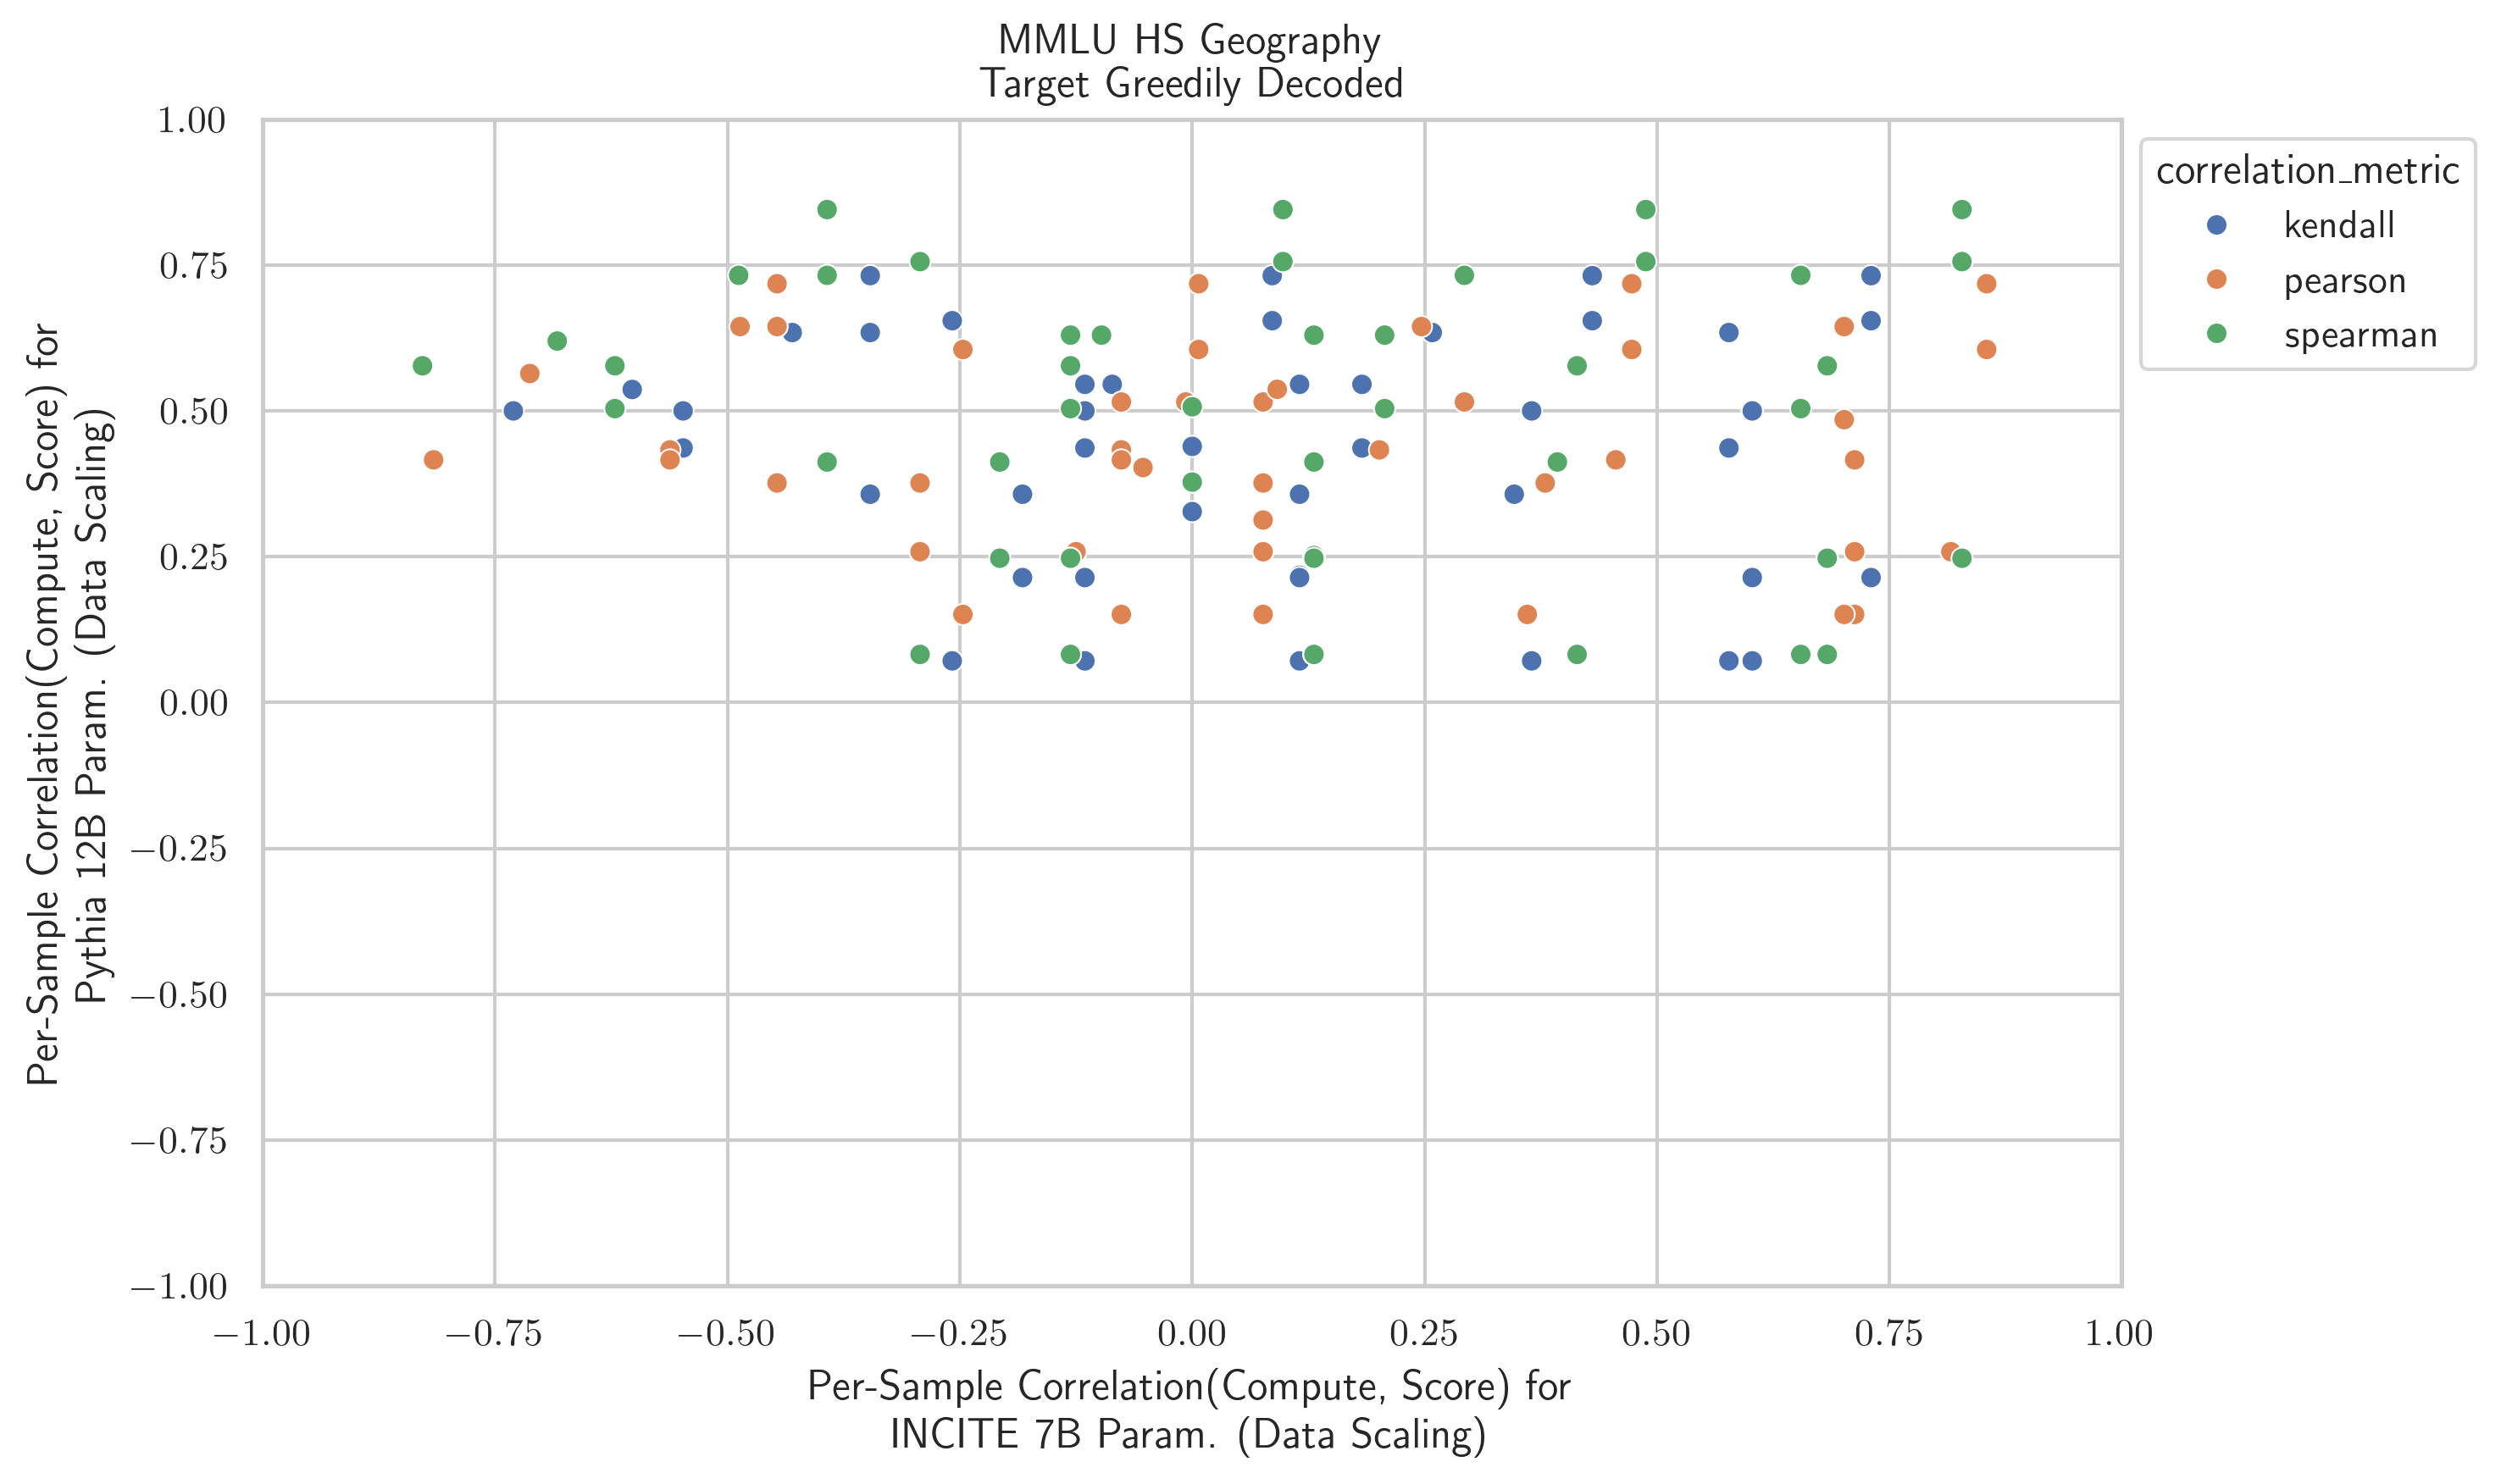 MMLU HS Geography
Target Greedily Decoded
Per-Sample Correlation(Compute, Score) for
Pythia 12B Param. (Data Scaling)
1.00
0.75
0.50
0.25
0.00
−0.25
−0.50
−0.75
−1.00
−1.00 −0.75 −0.50 −0.25 0.00 0.25 0.50 0.75 1.00
Per-Sample Correlation(Compute, Score) for
INCITE 7B Param. (Data Scaling)
correlation_metric
kendall
pearson
spearman